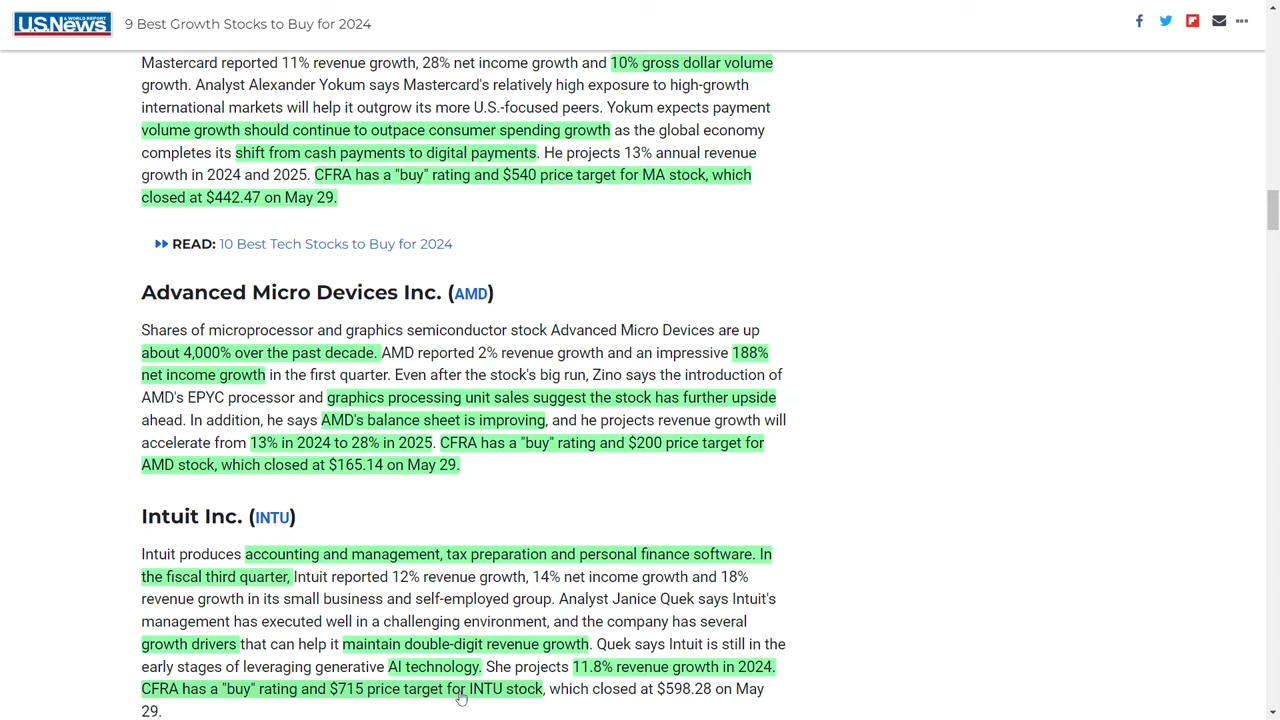 U.S.News
& WORLD REPORT
9 Best Growth Stocks to Buy for 2024
Mastercard reported 11% revenue growth, 28% net income growth and 10% gross dollar volume
growth. Analyst Alexander Yokum says Mastercard's relatively high exposure to high-growth
international markets will help it outgrow its more U.S.-focused peers. Yokum expects payment
volume growth should continue to outpace consumer spending growth as the global economy
completes its shift from cash payments to digital payments. He projects 13% annual revenue
growth in 2024 and 2025. CFRA has a "buy" rating and $540 price target for MA stock, which
closed at $442.47 on May 29.
READ: 10 Best Tech Stocks to Buy for 2024
Advanced Micro Devices Inc. (AMD)
Shares of microprocessor and graphics semiconductor stock Advanced Micro Devices are up
about 4,000% over the past decade. AMD reported 2% revenue growth and an impressive 188%
net income growth in the first quarter. Even after the stock's big run, Zino says the introduction of
AMD's EPYC processor and graphics processing unit sales suggest the stock has further upside
ahead. In addition, he says AMD's balance sheet is improving, and he projects revenue growth will
accelerate from 13% in 2024 to 28% in 2025. CFRA has a "buy" rating and $200 price target for
AMD stock, which closed at $165.14 on May 29.
Intuit Inc. (INTU)
Intuit produces accounting and management, tax preparation and personal finance software. In
the fiscal third quarter, Intuit reported 12% revenue growth, 14% net income growth and 18%
revenue growth in its small business and self-employed group. Analyst Janice Quek says Intuit's
management has executed well in a challenging environment, and the company has several
growth drivers that can help it maintain double-digit revenue growth. Quek says Intuit is still in the
early stages of leveraging generative AI technology. She projects 11.8% revenue growth in 2024.
CFRA has a "buy" rating and $715 price target for INTU stock, which closed at $598.28 on May
29.